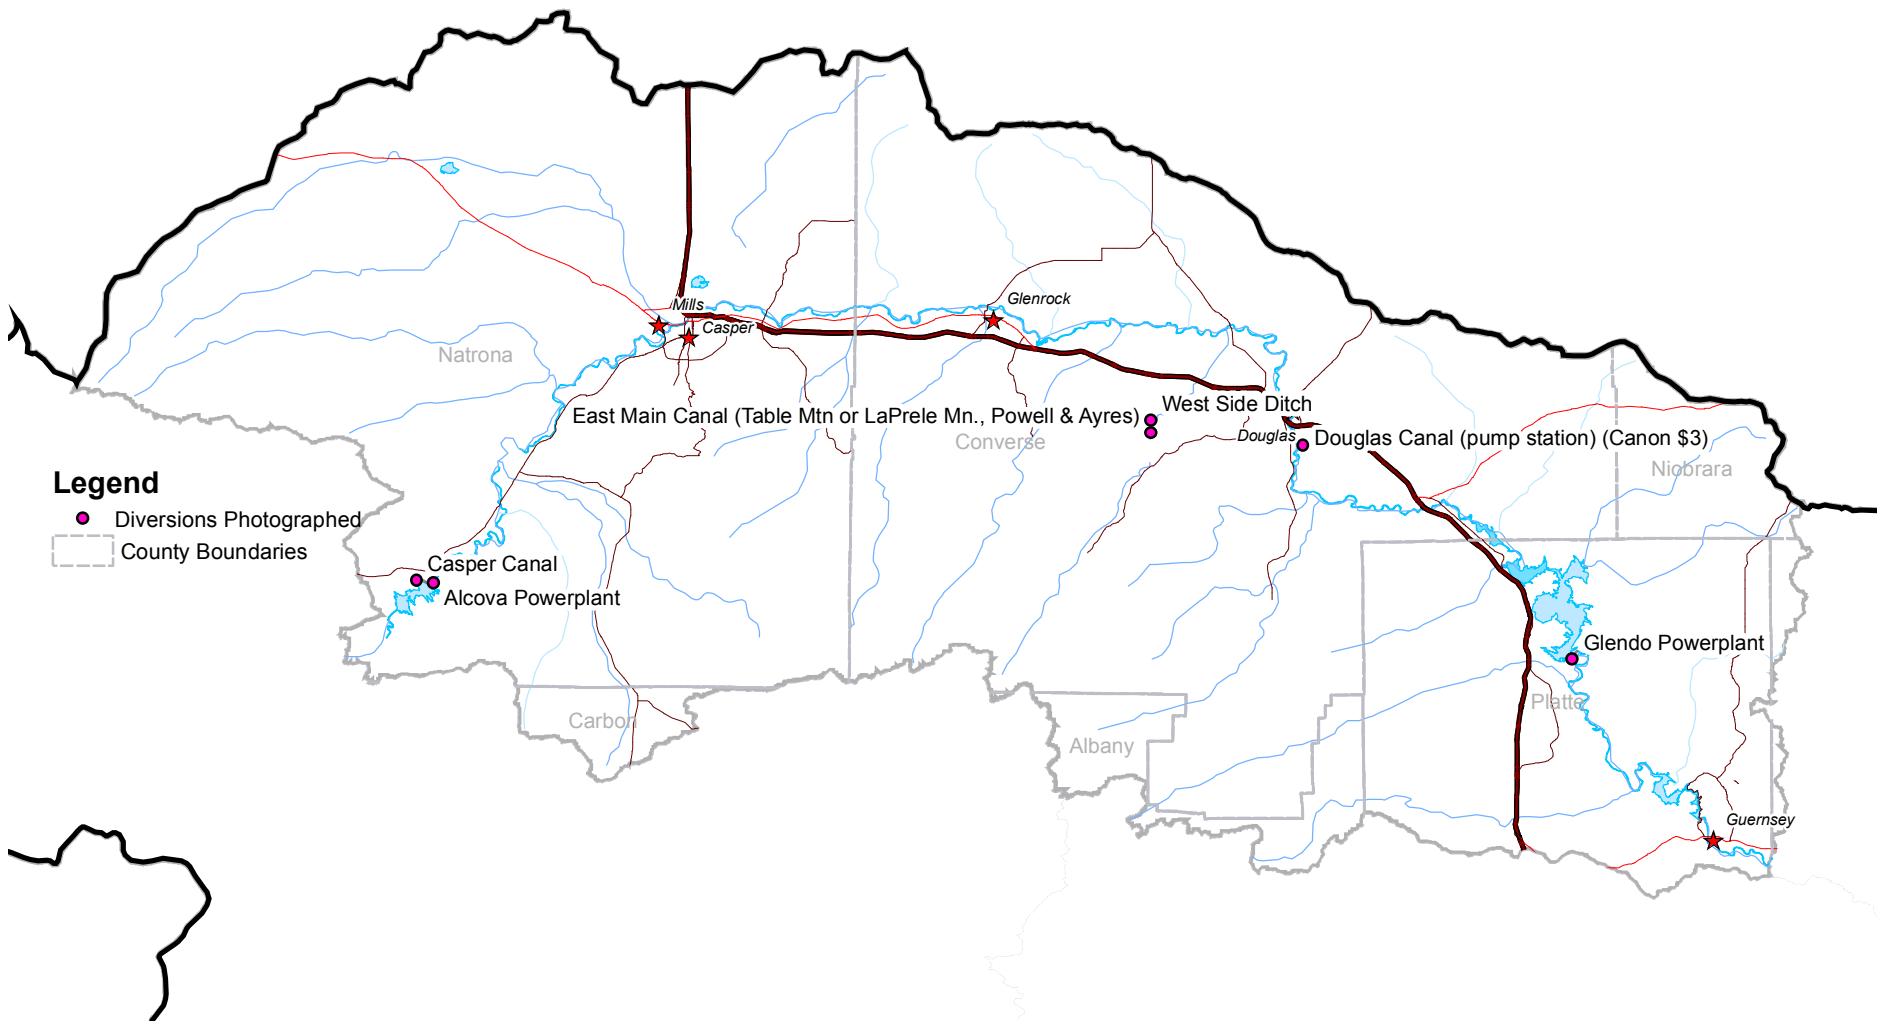 Mills
Glenrock
Casper
Natrona
West Side Ditch
East Main Canal (Table Mtn or LaPrele Mn., Powell & Ayres)
Converse
Douglas
Douglas Canal (pump station) (Canon $3)
Niobrara
Legend
Diversions Photographed
County Boundaries
Casper Canal
Alcova Powerplant
Glendo Powerplant
Platte
Carbon
Albany
Guernsey